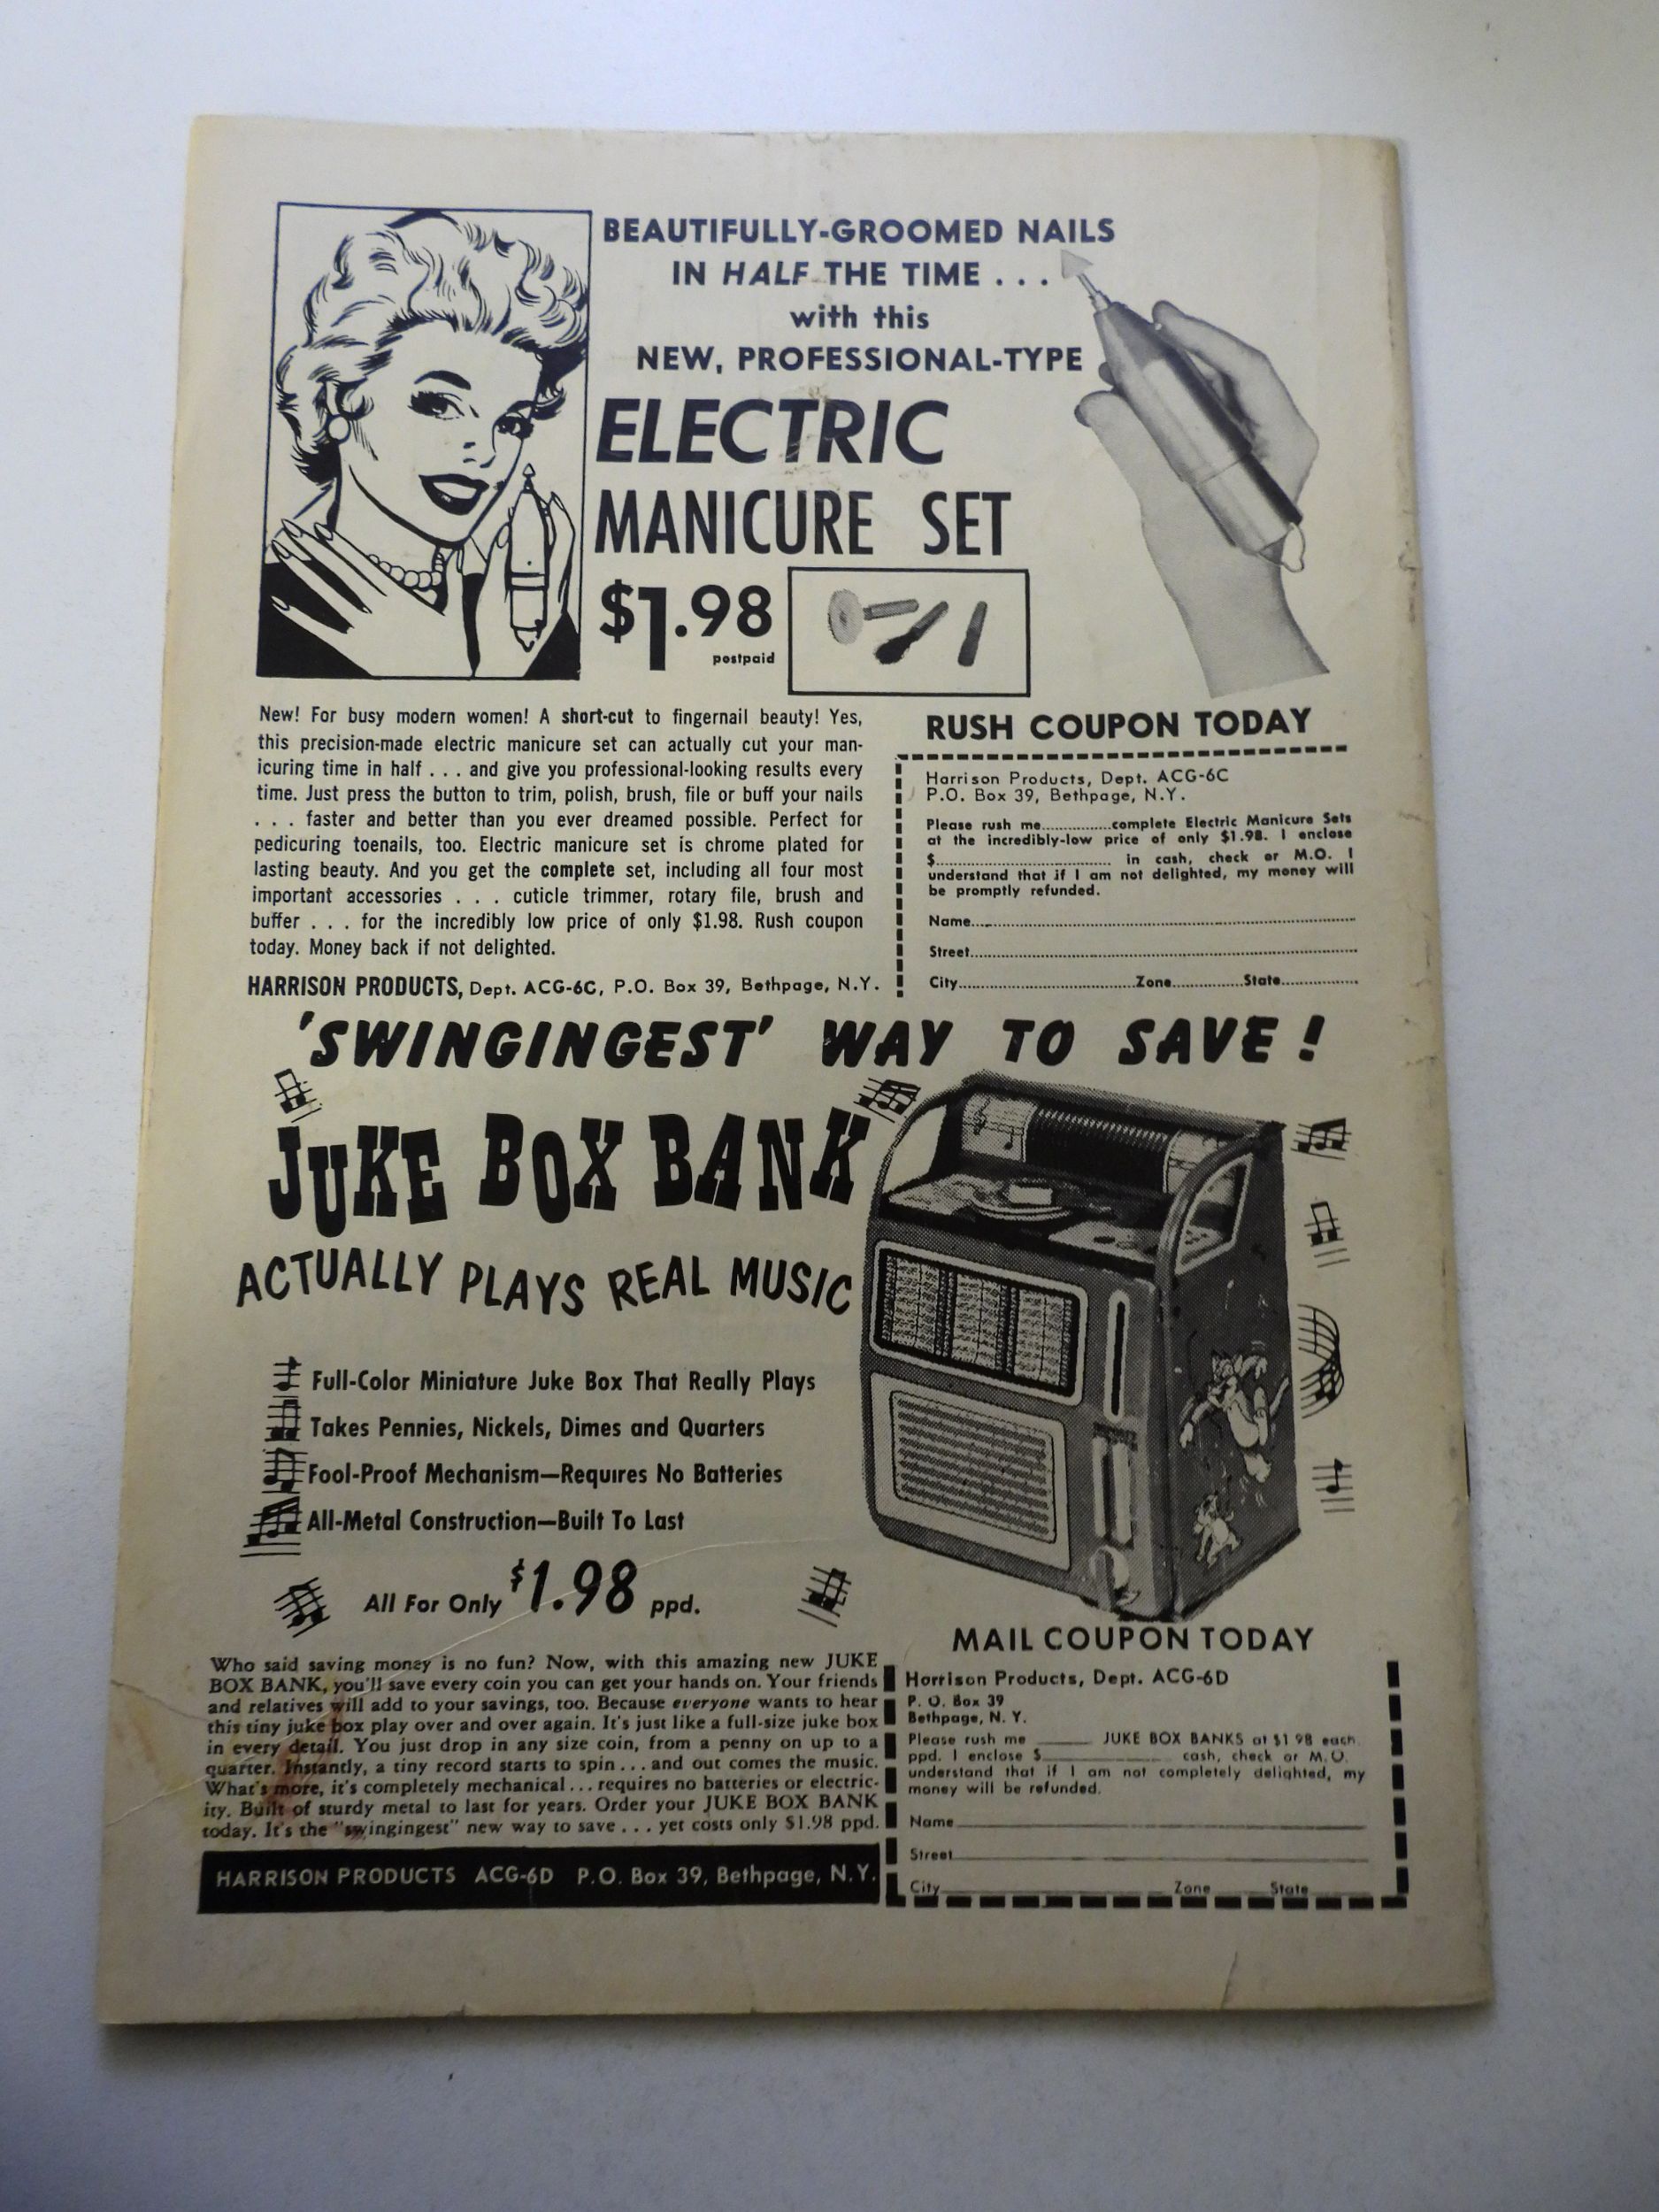 BEAUTIFULLY-GROOMED NAILS
IN HALF THE TIME . . .
with this
NEW, PROFESSIONAL-TYPE
ELECTRIC
MANICURE SET
$1.98
postpaid
New! For busy modern women! A short-cut to fingernail beauty! Yes,
this precision-made electric manicure set can actually cut your man-
icuring time in half . . . and give you professional-looking results every
time. Just press the button to trim, polish, brush, file or buff your nails
. . . faster and better than you ever dreamed possible. Perfect for
pedicuring toenails, too. Electric manicure set is chrome plated for
lasting beauty. And you get the complete set, including all four most
important accessories . . . cuticle trimmer, rotary file, brush and
buffer . . . for the incredibly low price of only $1.98. Rush coupon
today. Money back if not delighted.
HARRISON PRODUCTS, Dept. ACG-6C, P.O. Box 39, Bethpage, N.Y.
RUSH COUPON TODAY
Harrison Products, Dept. ACG-6C
P.O. Box 39, Bethpage, N.Y.
Please rush me..............complete Electric Manicure Sets
at the incredibly-low price of only $1.98. I enclose
$.................................... in cash, check or M.O. I
understand that if I am not delighted, my money will
be promptly refunded.
Name................................................................
Street................................................................
City....................................Zone..............State................
'SWINGINGEST' WAY TO SAVE!
JUKE BOX BANK
ACTUALLY PLAYS REAL MUSIC
Full-Color Miniature Juke Box That Really Plays
Takes Pennies, Nickels, Dimes and Quarters
Fool-Proof Mechanism—Requires No Batteries
All-Metal Construction—Built To Last
All For Only $1.98 ppd.
Who said saving money is no fun? Now, with this amazing new JUKE
BOX BANK, you'll save every coin you can get your hands on. Your friends
and relatives will add to your savings, too. Because everyone wants to hear
this tiny juke box play over and over again. It's just like a full-size juke box
in every detail. You just drop in any size coin, from a penny on up to a
quarter. Instantly, a tiny record starts to spin . . . and out comes the music.
What's more, it's completely mechanical . . . requires no batteries or electric-
ity. Built of sturdy metal to last for years. Order your JUKE BOX BANK
today. It's the "swingingest" new way to save . . . yet costs only $1.98 ppd.
HARRISON PRODUCTS ACG-6D P.O. Box 39, Bethpage, N.Y.
MAIL COUPON TODAY
Harrison Products, Dept. ACG-6D
P. O. Box 39
Bethpage, N. Y.
Please rush me ______ JUKE BOX BANKS at $1.98 each
ppd. I enclose $______________ cash, check or M.O.
understand that if I am not completely delighted, my
money will be refunded.
Name
Street
City Zone State